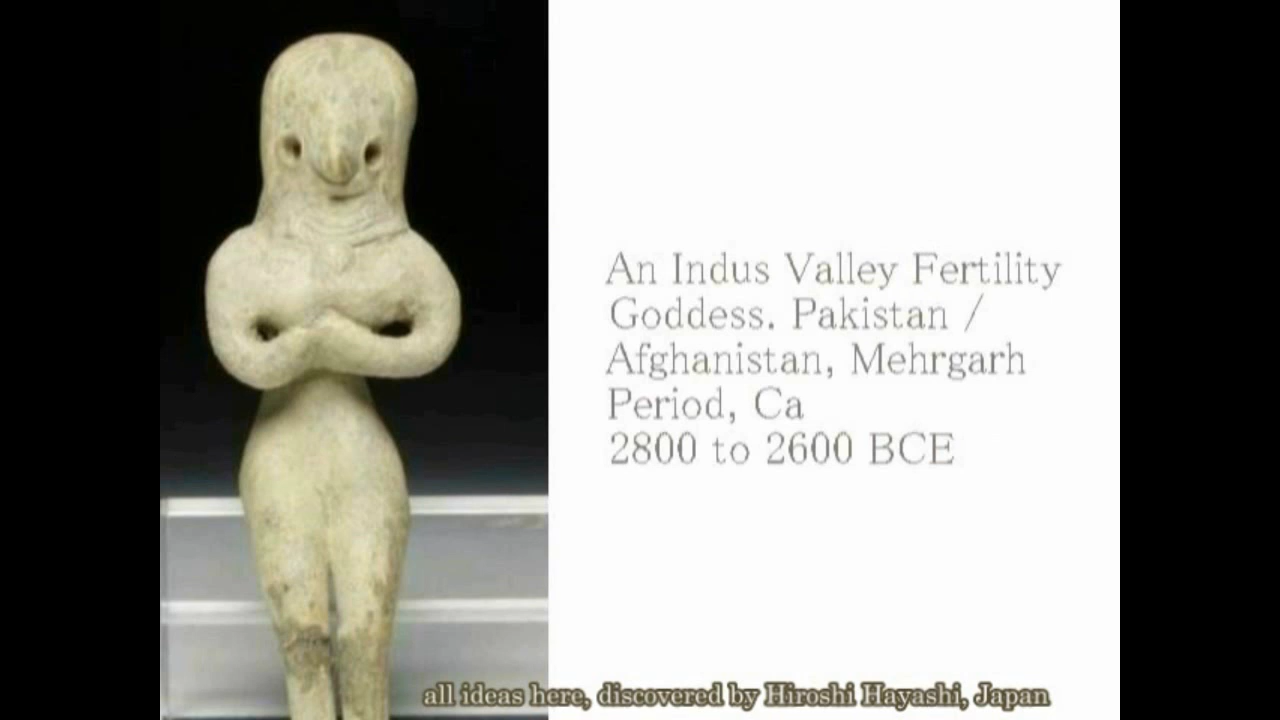 An Indus Valley Fertility
Goddess. Pakistan /
Afghanistan, Mehrgarh
Period, Ca
2800 to 2600 BCE
all ideas here, discovered by Hiroshi Hayashi, Japan